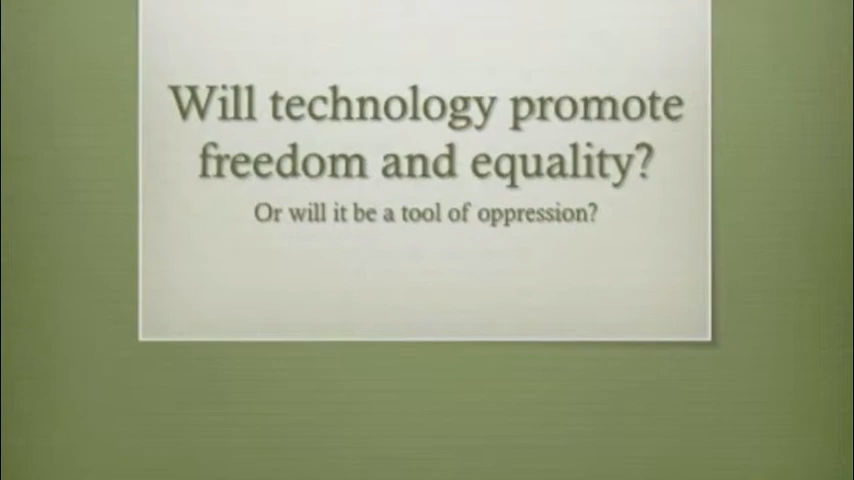 Will technology promote
freedom and equality?
Or will it be a tool of oppression?